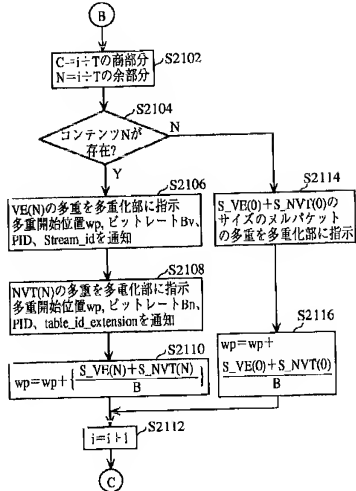 B
S2102
C=i÷Tの商部分
N=i÷Tの余部分
S2104
コンテンツNが
存在?
N
Y
S2106
VE(N)の多重を多重化部に指示
多重開始位置wp,ビットレートBv,
PID、Stream_idを通知
S2114
S_VE(0)+S_NVT(0)の
サイズのヌルパケット
の多重を多重化部に指示
S2108
NVT(N)の多重を多重化部に指示
多重開始位置wp,ビットレートBn,
PID、table_id_extensionを通知
S2110
wp=wp+{S_VE(N)+S_NVT(N)
B}
S2116
wp=wp+
S_VE(0)+S_NVT(0)
B
S2112
i=i+1
C